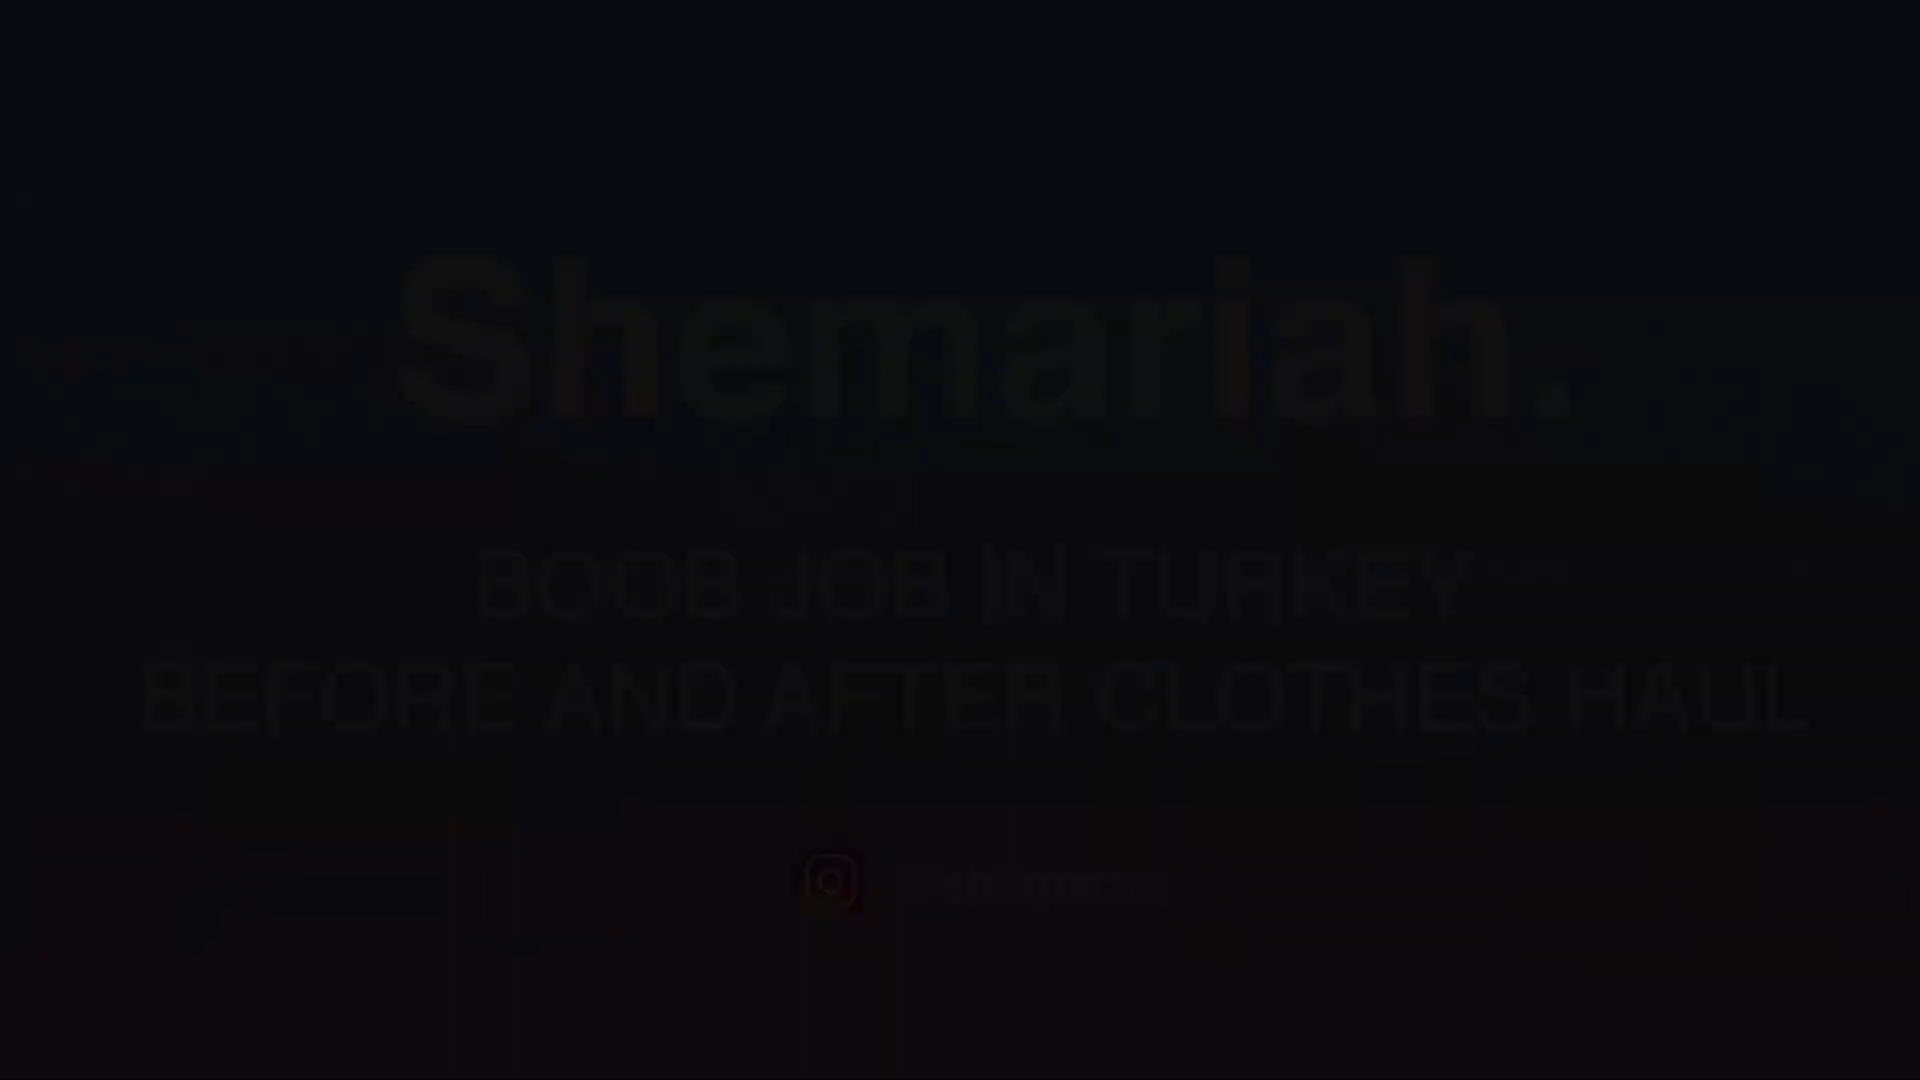 Shemariah.
BOOB JOB IN TURKEY
BEFORE AND AFTER CLOTHES HAUL